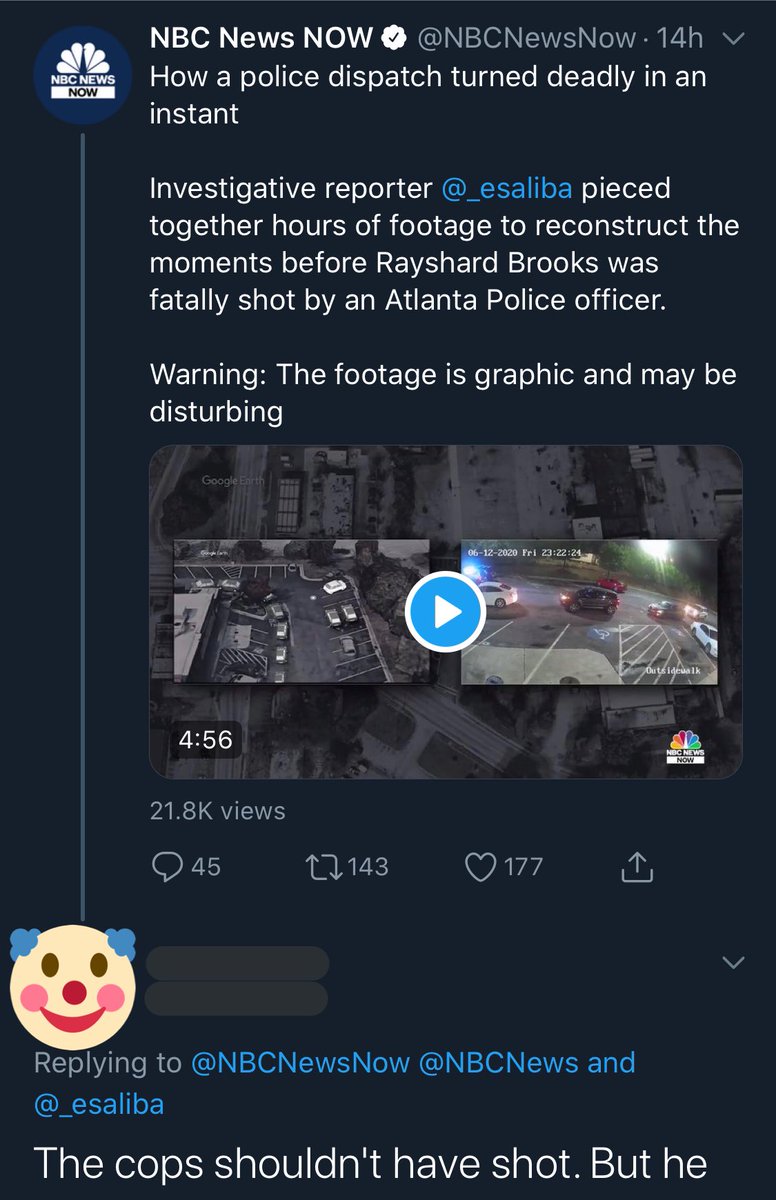 NBC News NOW @NBCNewsNow · 14h
NBC NEWS
NOW
How a police dispatch turned deadly in an
instant
Investigative reporter @_esaliba pieced
together hours of footage to reconstruct the
moments before Rayshard Brooks was
fatally shot by an Atlanta Police officer.
Warning: The footage is graphic and may be
disturbing
Google Earth
Google Earth
06-12-2020 Fri 23:22:24
Outsidewalk
4:56
NBC NEWS
NOW
21.8K views
45 143 177
Replying to @NBCNewsNow @NBCNews and
@_esaliba
The cops shouldn't have shot. But he